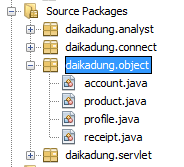 Source Packages
daikadung.analyst
daikadung.connect
daikadung.object
account.java
product.java
profile.java
receipt.java
daikadung.servlet